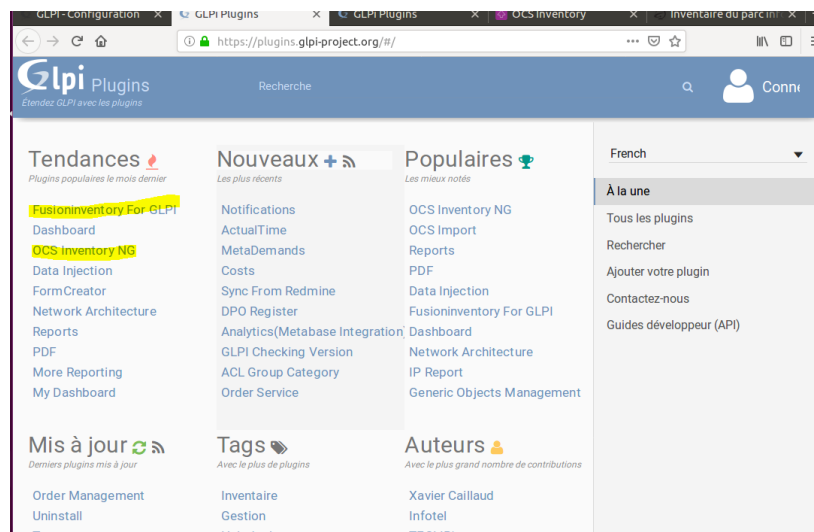 GLPI - Configuration
GLPi Plugins
GLPi Plugins
OCS Inventory
Inventaire du parc inf
https://plugins.glpi-project.org/#/
Glpi Plugins
Étendez GLPI avec les plugins
Recherche
Conne
Tendances
Plugins populaires le mois dernier
Fusioninventory For GLPI
Dashboard
OCS Inventory NG
Data Injection
FormCreator
Network Architecture
Reports
PDF
More Reporting
My Dashboard
Nouveaux
Les plus récents
Notifications
ActualTime
MetaDemands
Costs
Sync From Redmine
DPO Register
Analytics(Metabase Integration)
GLPI Checking Version
ACL Group Category
Order Service
Populaires
Les mieux notés
OCS Inventory NG
OCS Import
Reports
PDF
Data Injection
Fusioninventory For GLPI
Dashboard
Network Architecture
IP Report
Generic Objects Management
French
À la une
Tous les plugins
Rechercher
Ajouter votre plugin
Contactez-nous
Guides développeur (API)
Mis à jour
Derniers plugins mis à jour
Order Management
Uninstall
Tags
Avec le plus de plugins
Inventaire
Gestion
Auteurs
Avec le plus grand nombre de contributions
Xavier Caillaud
Infotel